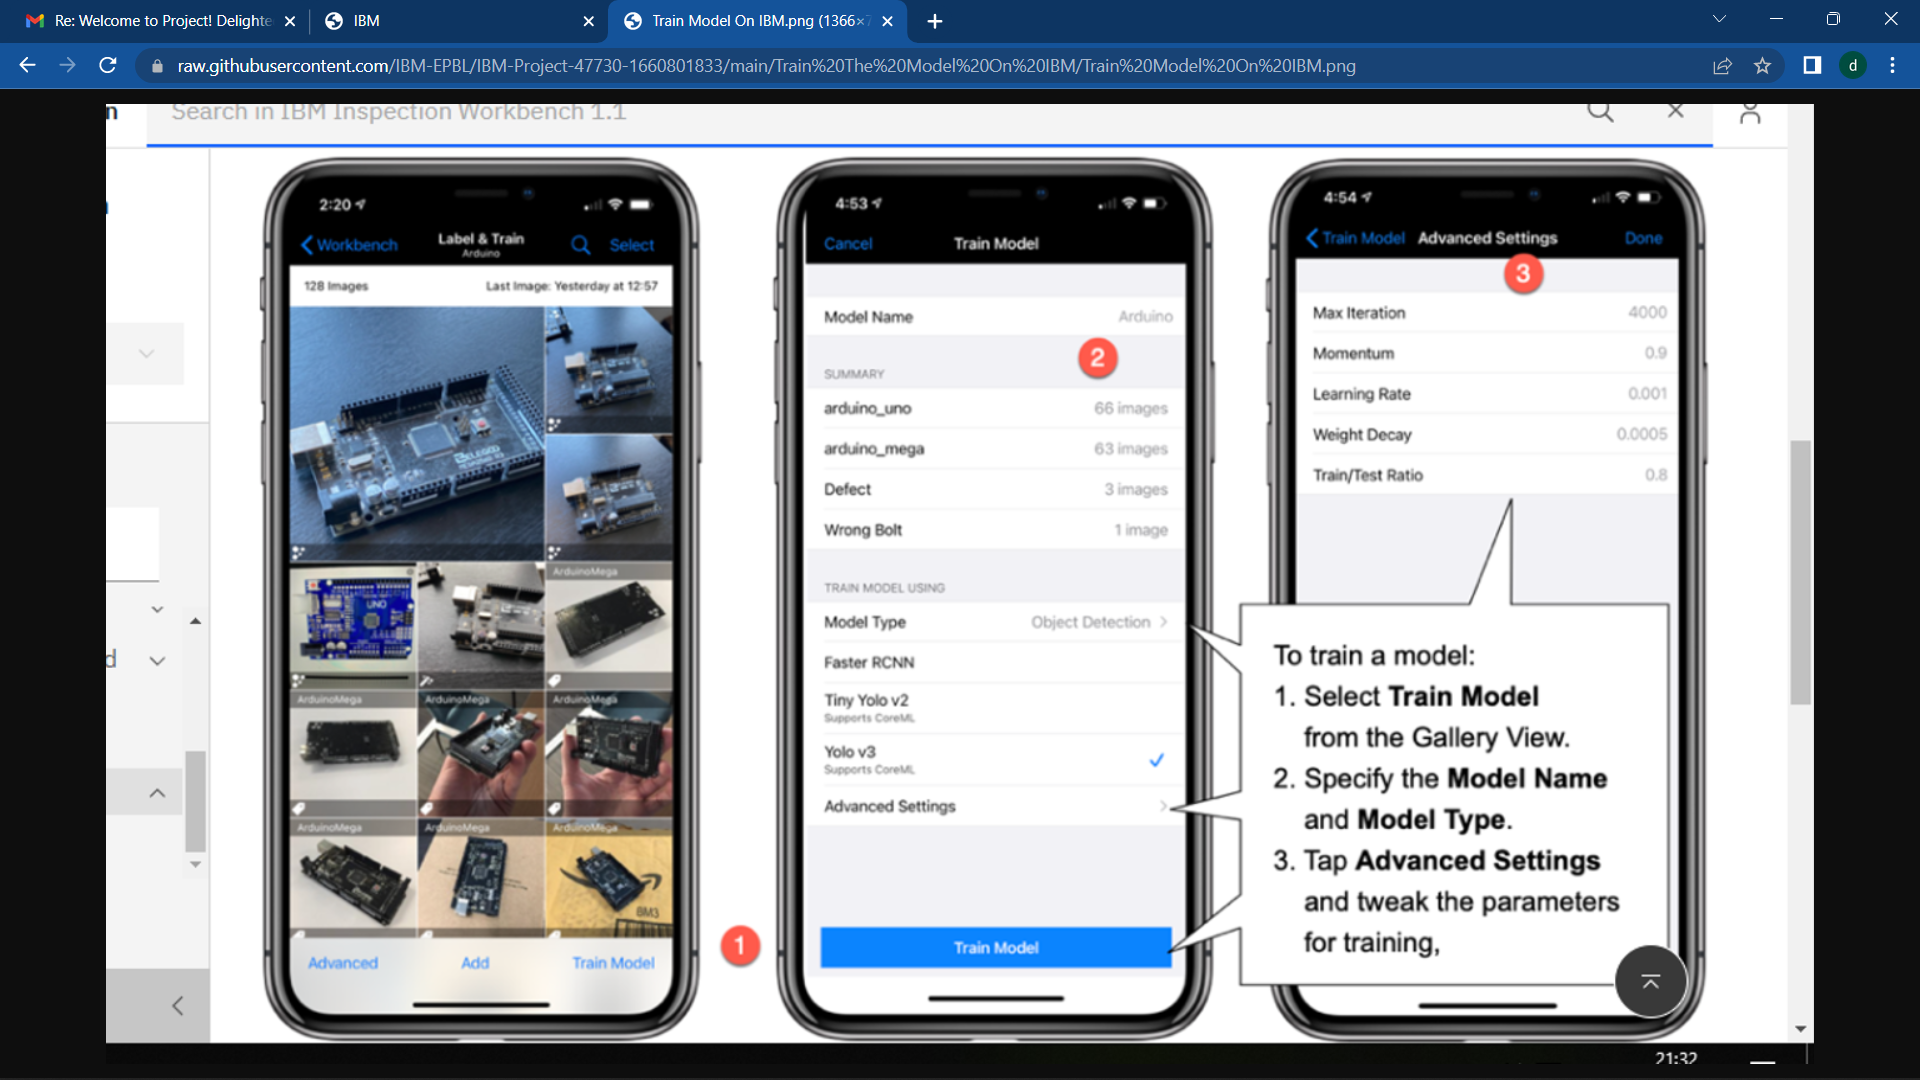 Re: Welcome to Project! Delighte
IBM
Train Model On IBM.png (1366×7
raw.githubusercontent.com/IBM-EPBL/IBM-Project-47730-1660801833/main/Train%20The%20Model%20On%20IBM/Train%20Model%20On%20IBM.png
d
n
Search in IBM Inspection Workbench 1.1
d
2:20
Workbench
Label & Train
Arduino
Select
128 Images
Last Image: Yesterday at 12:57
UNO
ArduinoMega
ArduinoMega
ArduinoMega
ArduinoMega
ArduinoMega
ArduinoMega
ArduinoMega
BM3
Advanced
Add
Train Model
1
4:53
Cancel
Train Model
Model Name
Arduino
2
SUMMARY
arduino_uno
66 images
arduino_mega
63 images
Defect
3 images
Wrong Bolt
1 image
TRAIN MODEL USING
Model Type
Object Detection
Faster RCNN
Tiny Yolo v2
Supports CoreML
Yolo v3
Supports CoreML
Advanced Settings
Train Model
4:54
Train Model
Advanced Settings
Done
3
Max Iteration
4000
Momentum
0.9
Learning Rate
0.001
Weight Decay
0.0005
Train/Test Ratio
0.8
To train a model:
1. Select Train Model
from the Gallery View.
2. Specify the Model Name
and Model Type.
3. Tap Advanced Settings
and tweak the parameters
for training,
21:32